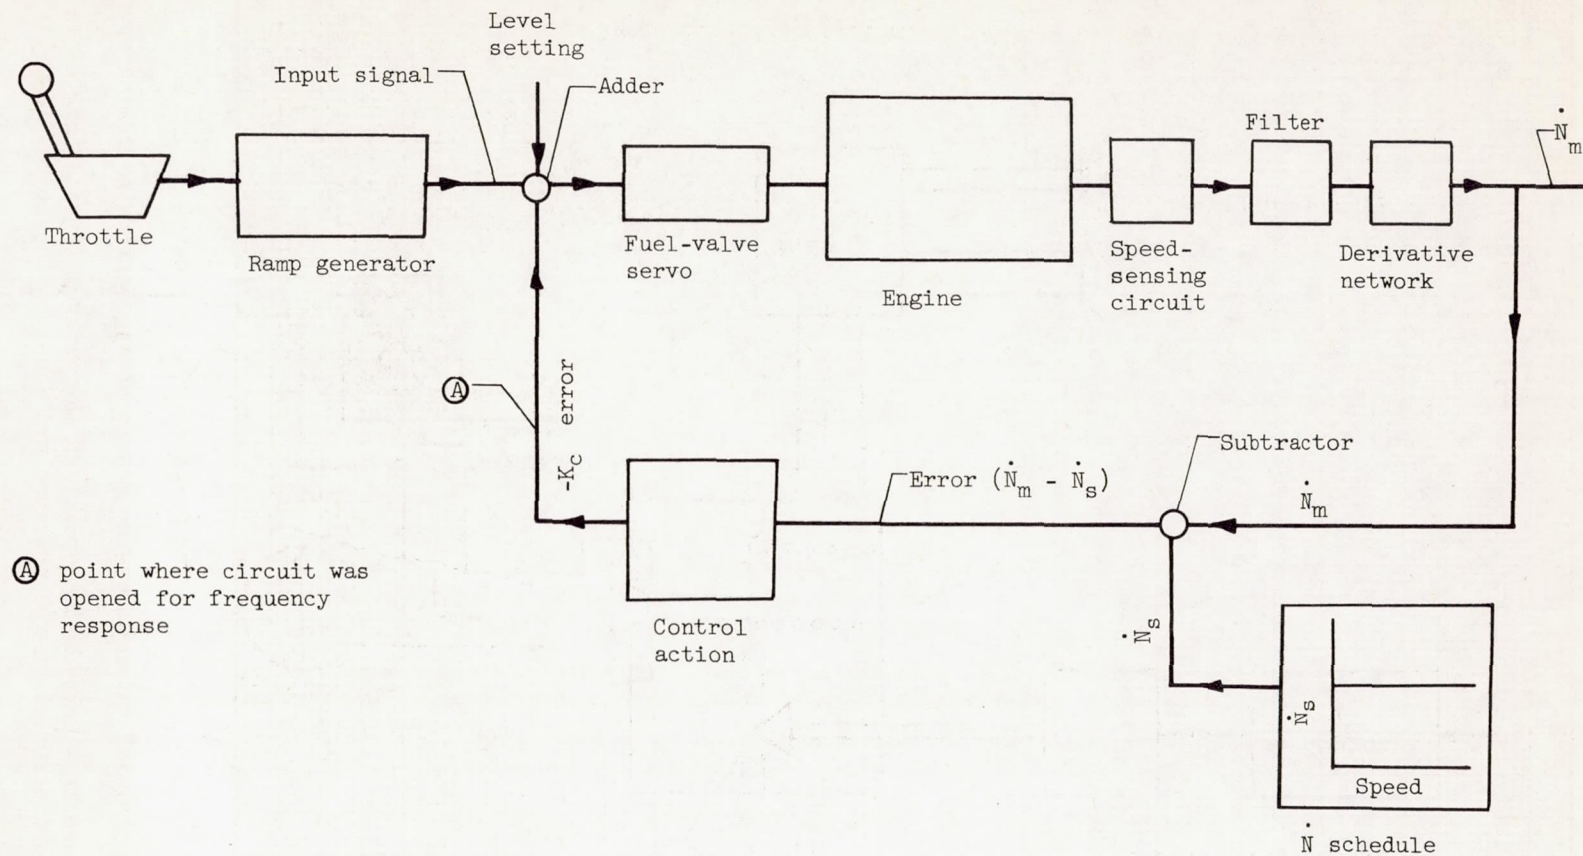 Level
setting
Input signal
Adder
Filter
Ṅm
Throttle
Ramp generator
Fuel-valve
servo
Engine
Speed-
sensing
circuit
Derivative
network
Ⓐ
-Kc error
Subtractor
Error (Ṅm - Ṅs)
Ṅm
Ⓐ point where circuit was
opened for frequency
response
Control
action
Ṅs
Ṅs
Speed
Ṅ schedule